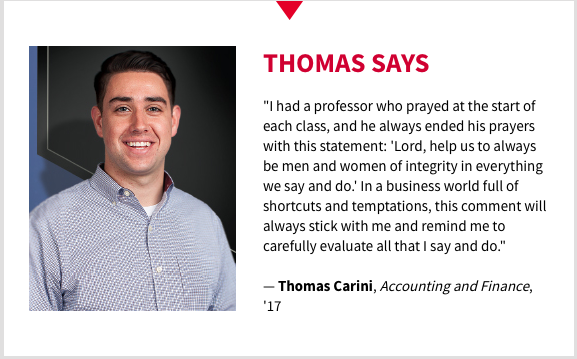 THOMAS SAYS
"I had a professor who prayed at the start of
each class, and he always ended his prayers
with this statement: 'Lord, help us to always
be men and women of integrity in everything
we say and do.' In a business world full of
shortcuts and temptations, this comment will
always stick with me and remind me to
carefully evaluate all that I say and do."
— Thomas Carini, Accounting and Finance,
'17